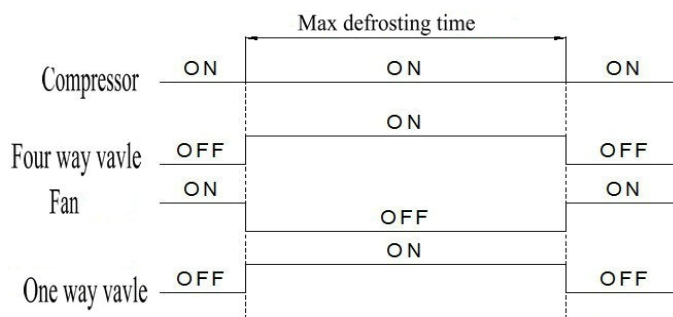 Max defrosting time
Compressor ON ON ON
Four way vavle OFF ON OFF
Fan ON OFF ON
One way vavle OFF ON OFF